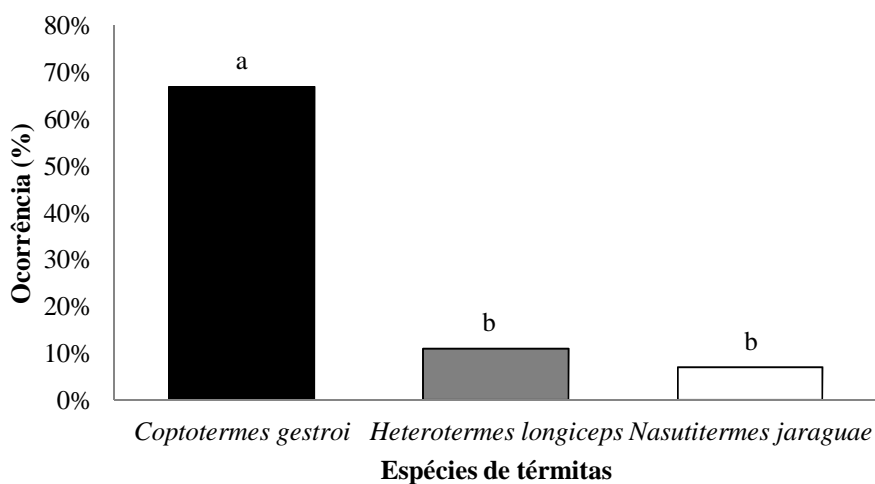 80%
70%
60%
50%
40%
30%
20%
10%
0%
Ocorrência (%)
a
b
b
Coptotermes gestroi Heterotermes longiceps Nasutitermes jaraguae
Espécies de térmitas